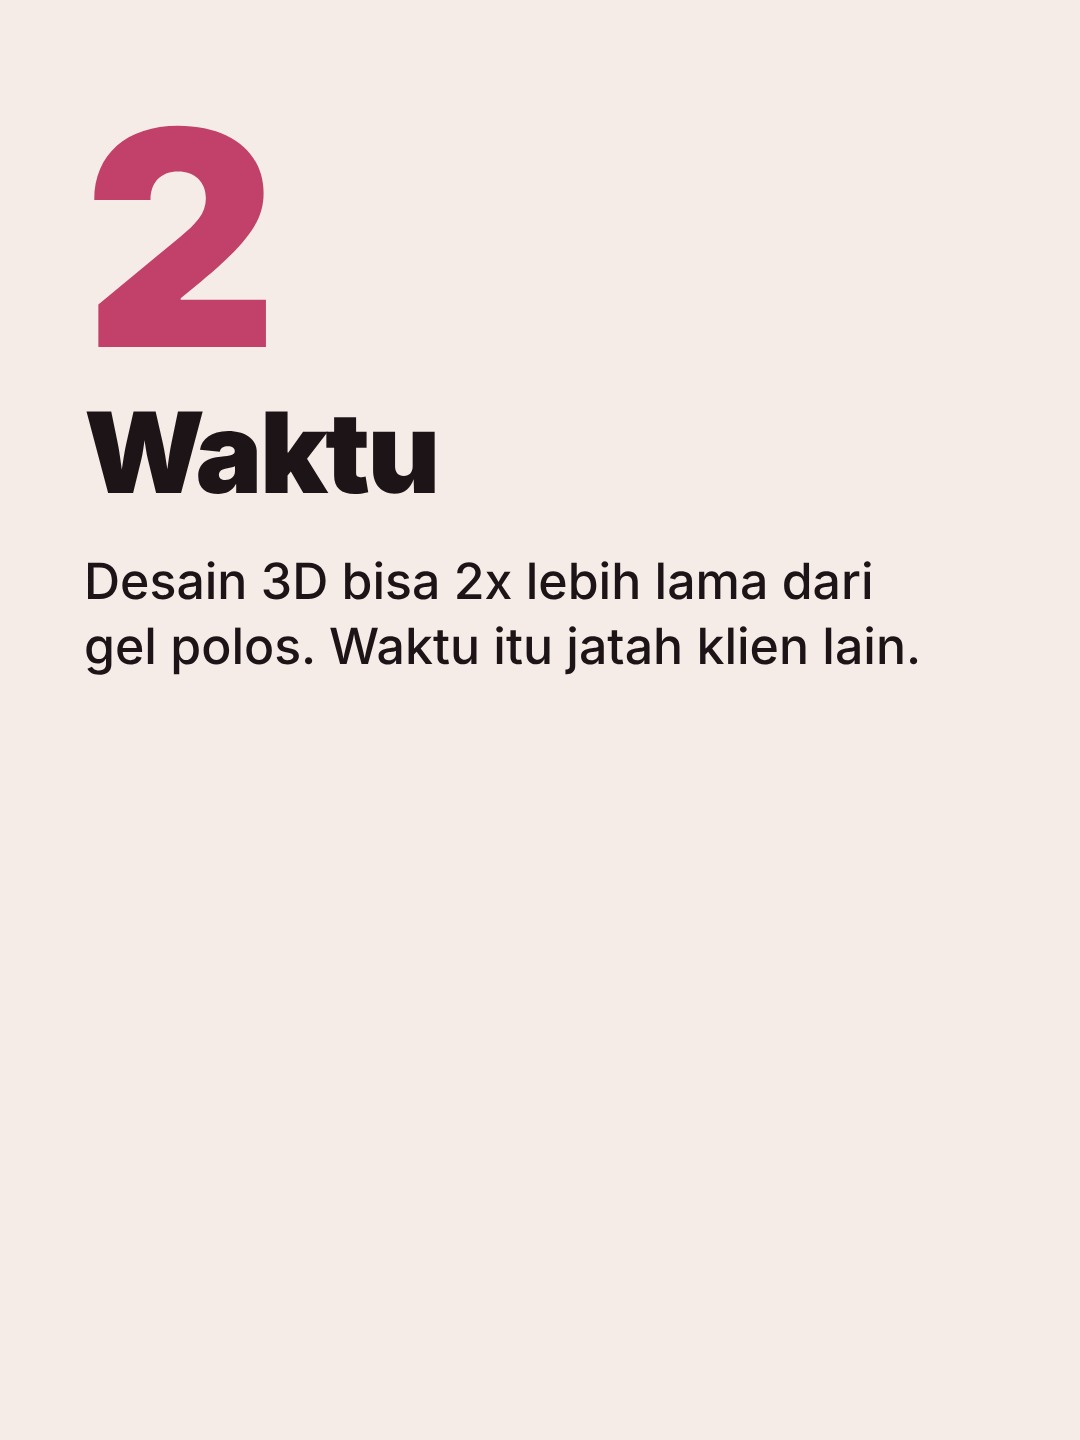 2
Waktu
Desain 3D bisa 2x lebih lama dari
gel polos. Waktu itu jatah klien lain.